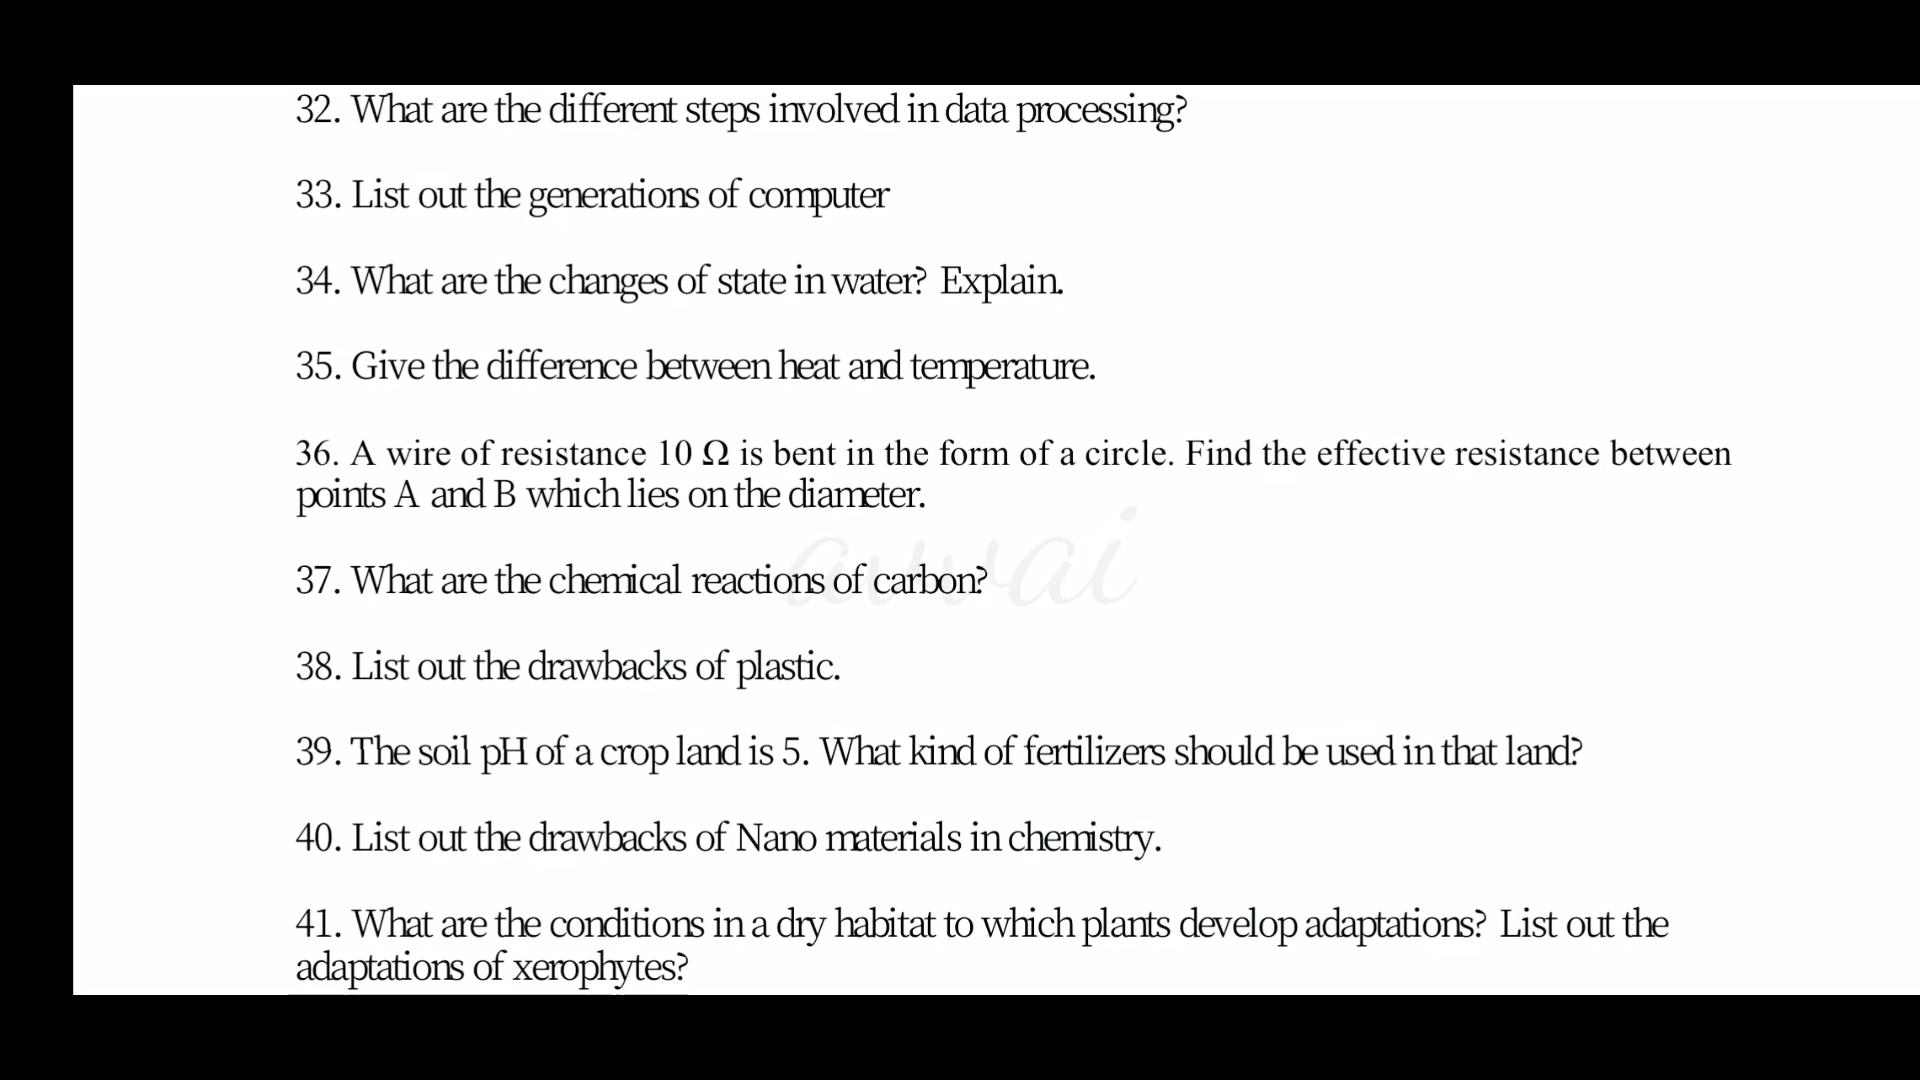 32. What are the different steps involved in data processing?
33. List out the generations of computer
34. What are the changes of state in water? Explain.
35. Give the difference between heat and temperature.
36. A wire of resistance 10 Ω is bent in the form of a circle. Find the effective resistance between
points A and B which lies on the diameter.
avvai
37. What are the chemical reactions of carbon?
38. List out the drawbacks of plastic.
39. The soil pH of a crop land is 5. What kind of fertilizers should be used in that land?
40. List out the drawbacks of Nano materials in chemistry.
41. What are the conditions in a dry habitat to which plants develop adaptations? List out the
adaptations of xerophytes?